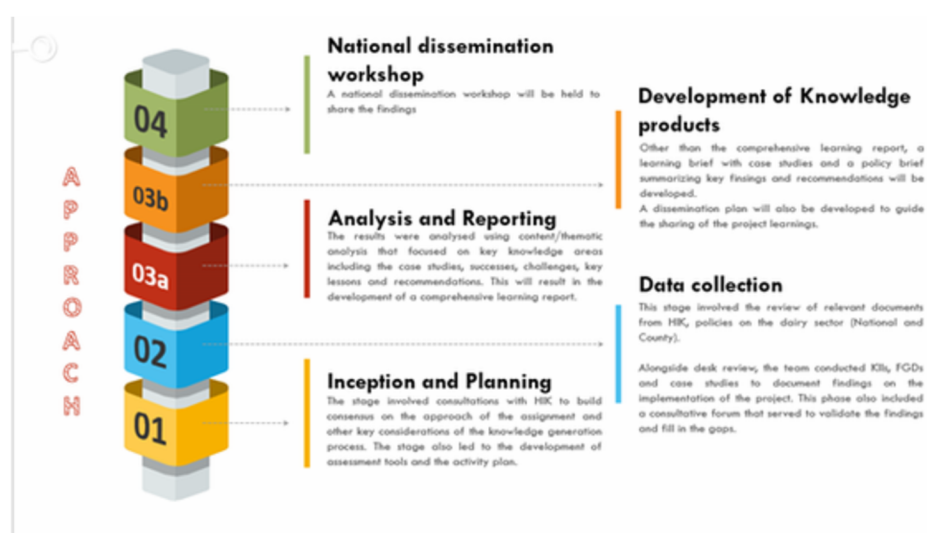 APPROACH
04
03b
03a
02
01
National dissemination
workshop
A national dissemination workshop will be held to
share the findings
Development of Knowledge
products
Other than the comprehensive learning report, a
learning brief with case studies and a policy brief
summarizing key finsings and recommendations will be
developed.
A dissemination plan will also be developed to guide
the sharing of the project learnings.
Analysis and Reporting
The results were analysed using content/thematic
analysis that focused on key knowledge areas
including the case studies, successes, challenges, key
lessons and recommendations. This will result in the
development of a comprehensive learning report.
Data collection
This stage involved the review of relevant documents
from HIK, policies on the dairy sector (National and
County).
Alongside desk review, the team conducted KIIs, FGDs
and case studies to document findings on the
implementation of the project. This phase also included
a consultative forum that served to validate the findings
and fill in the gaps.
Inception and Planning
The stage involved consultations with HIK to build
consensus on the approach of the assignment and
other key considerations of the knowledge generation
process. The stage also led to the development of
assessment tools and the activity plan.